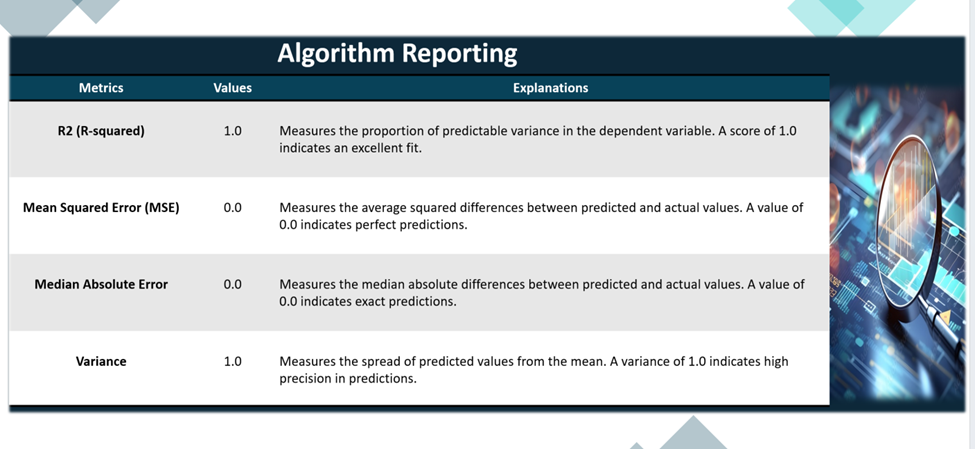 Algorithm Reporting
Metrics Values Explanations
R2 (R-squared) 1.0 Measures the proportion of predictable variance in the dependent variable. A score of 1.0
indicates an excellent fit.
Mean Squared Error (MSE) 0.0 Measures the average squared differences between predicted and actual values. A value of
0.0 indicates perfect predictions.
Median Absolute Error 0.0 Measures the median absolute differences between predicted and actual values. A value of
0.0 indicates exact predictions.
Variance 1.0 Measures the spread of predicted values from the mean. A variance of 1.0 indicates high
precision in predictions.